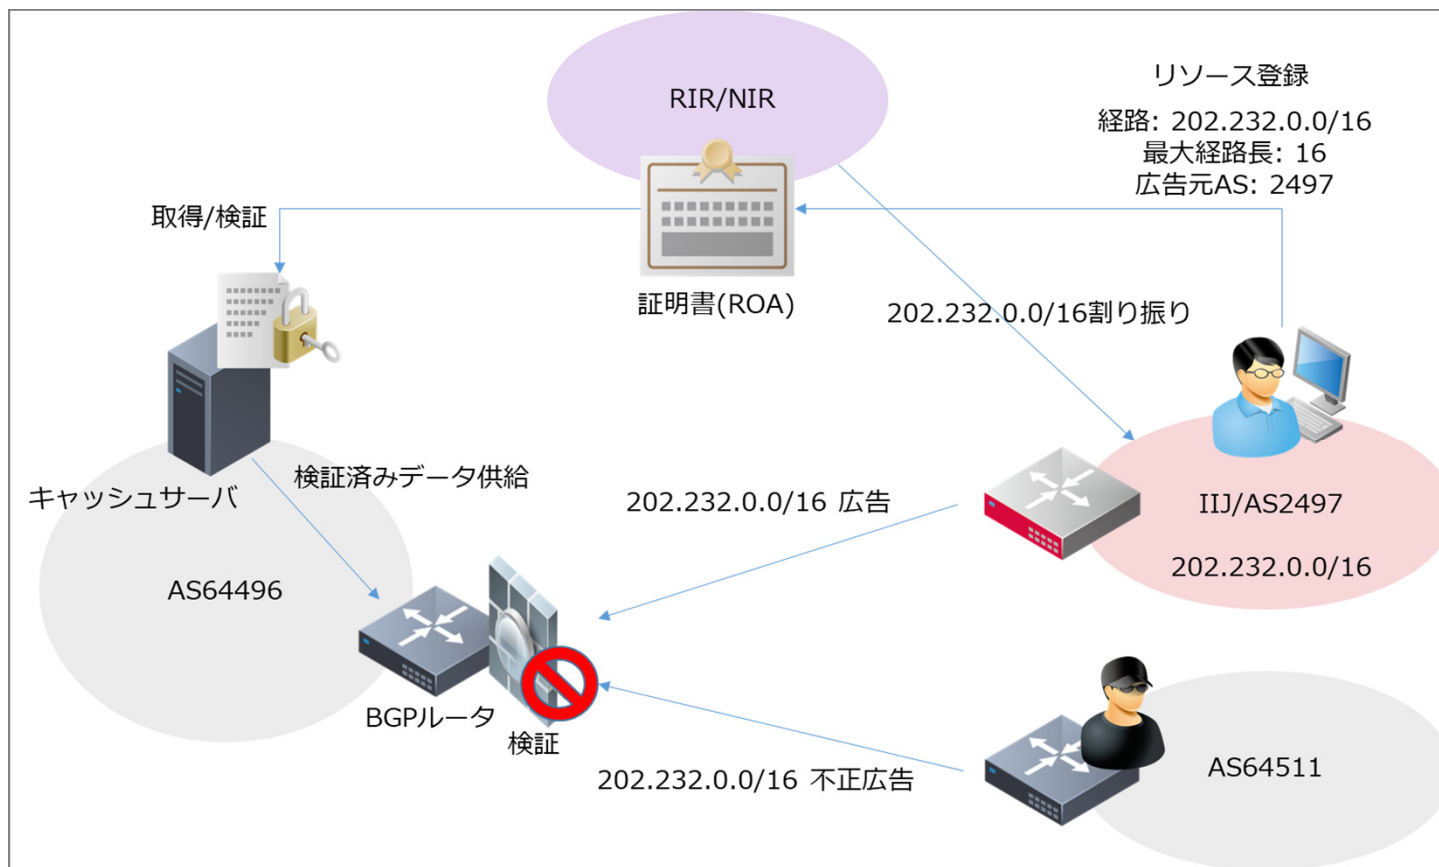 RIR/NIR
リソース登録
経路: 202.232.0.0/16
最大経路長: 16
広告元AS: 2497
取得/検証
証明書(ROA)
202.232.0.0/16割り振り
キャッシュサーバ
検証済みデータ供給
202.232.0.0/16 広告
IIJ/AS2497
202.232.0.0/16
AS64496
BGPルータ
検証
202.232.0.0/16 不正広告
AS64511